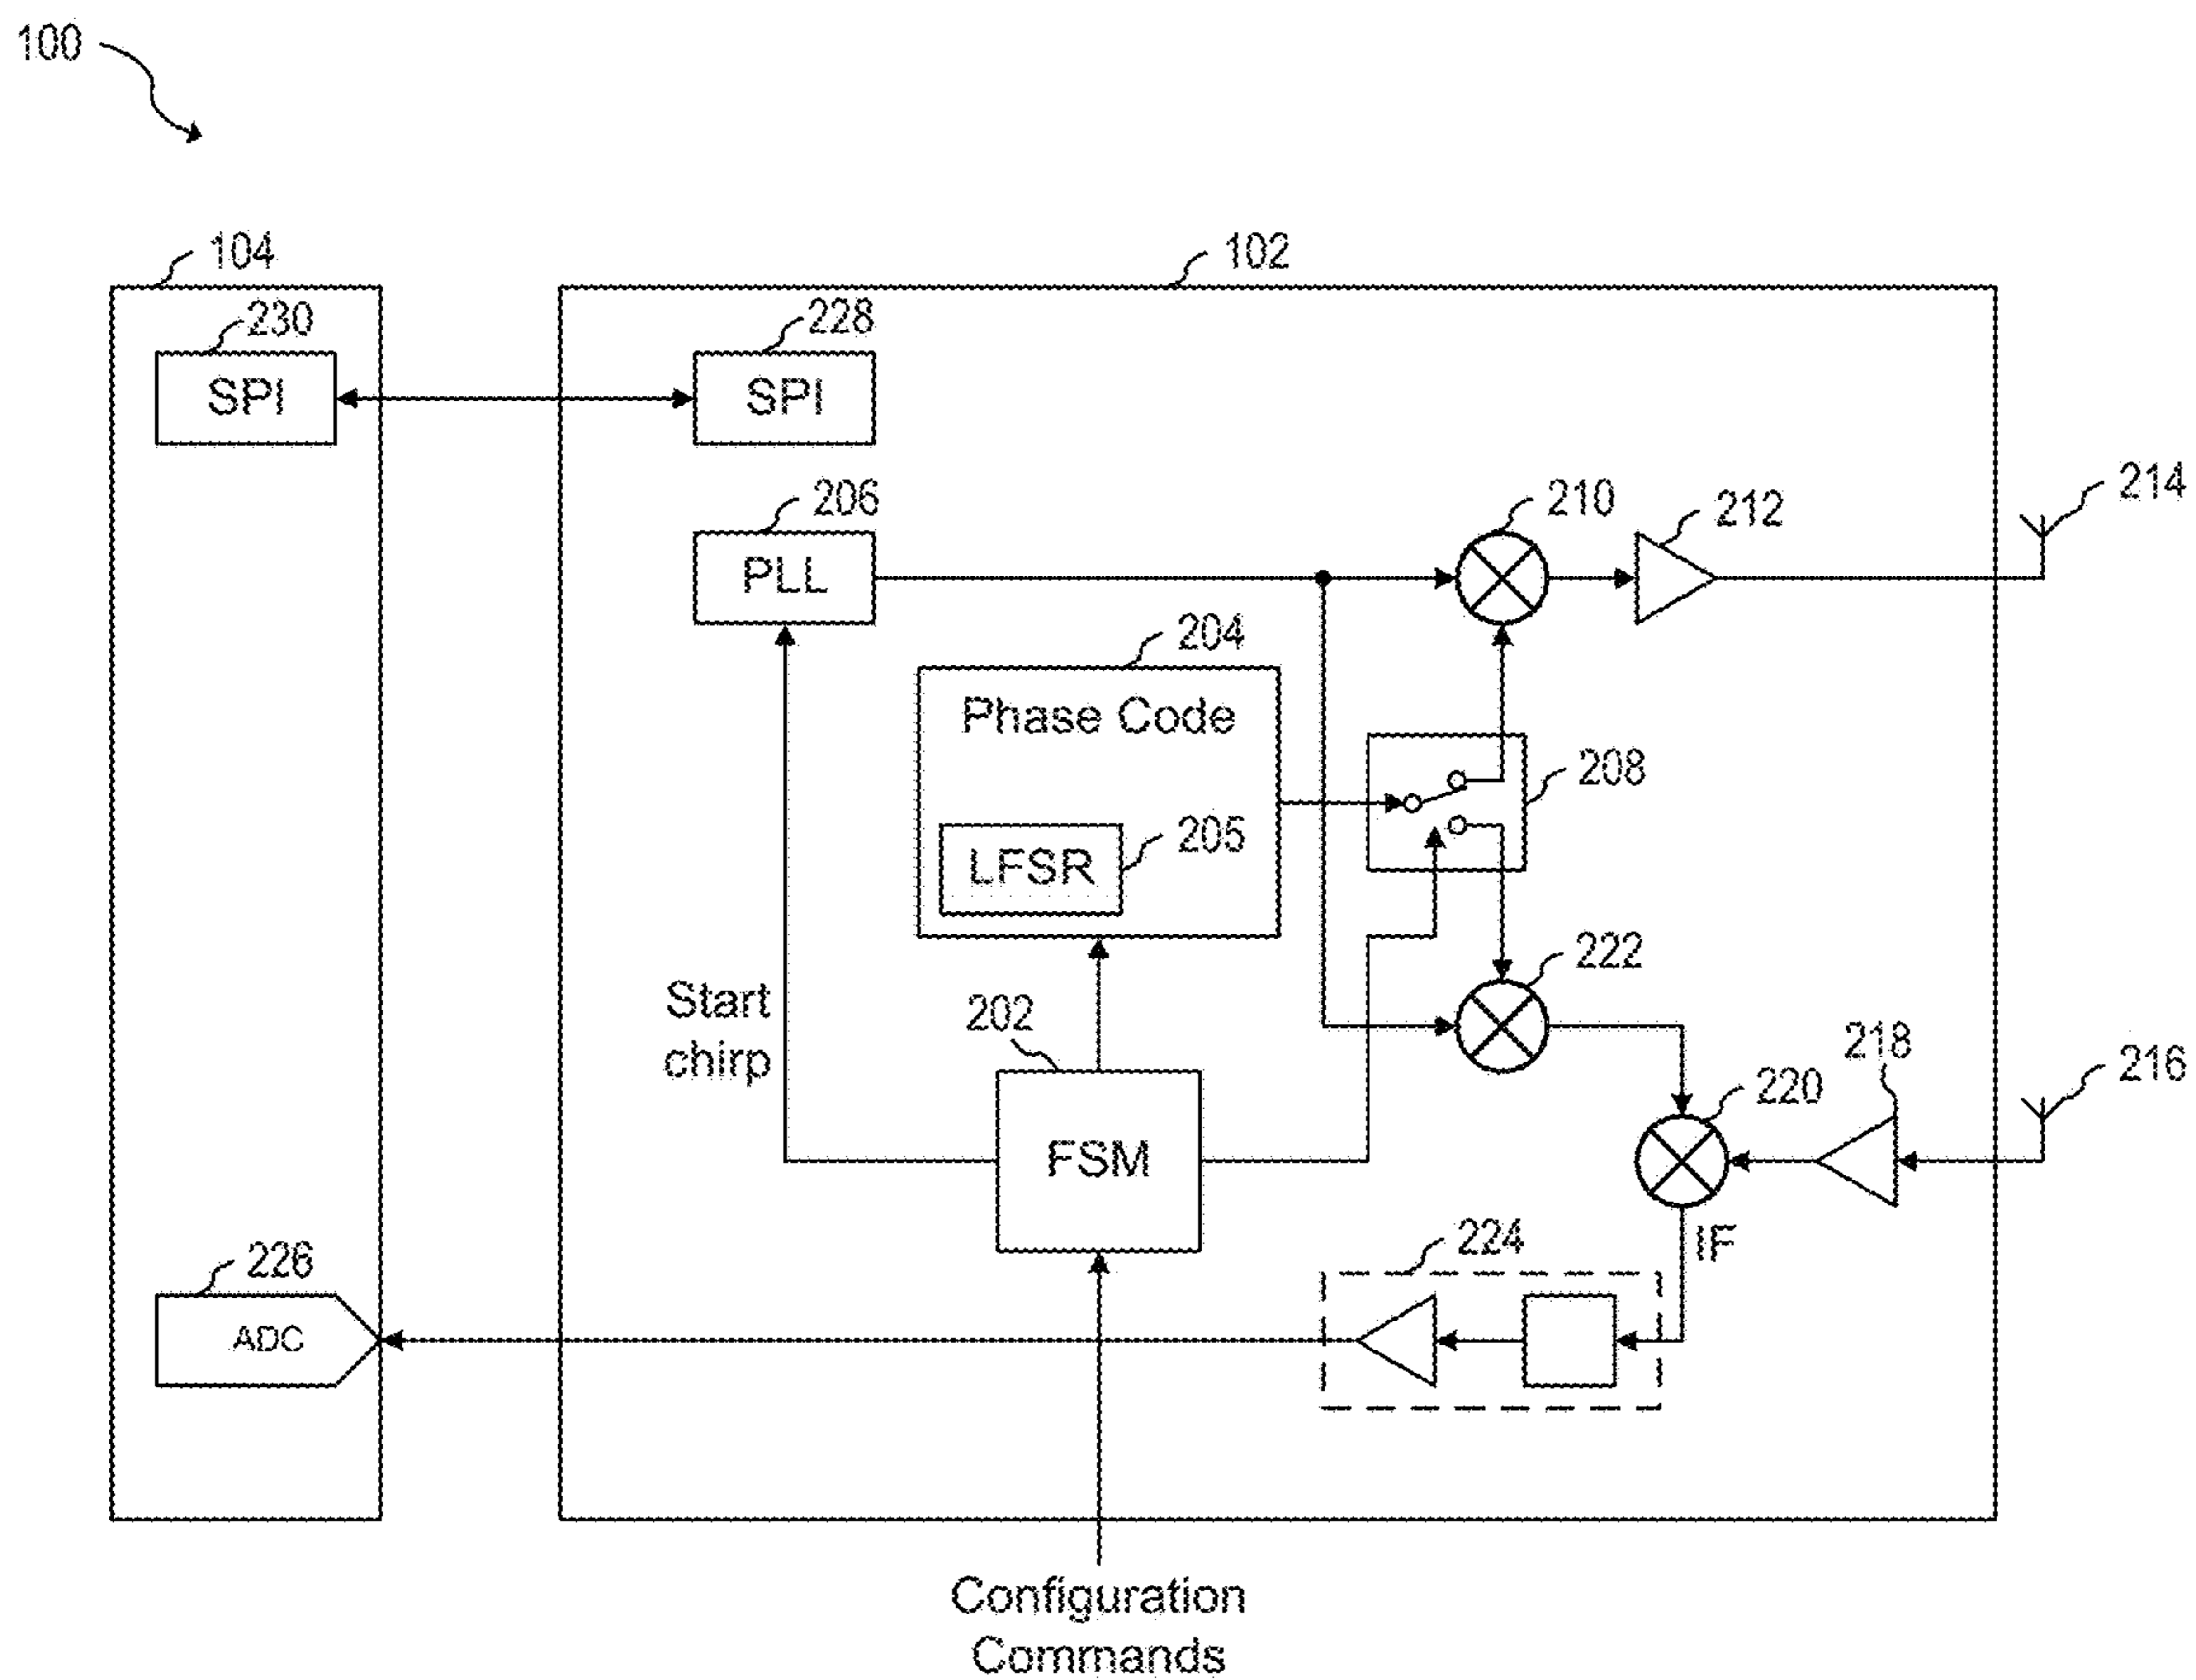 100
104
102
230
228
SPI
SPI
206
210
212
214
PLL
204
Phase Code
208
205
LFSR
222
Start
chirp
202
218
216
220
FSM
IF
224
226
ADC
Configuration
Commands